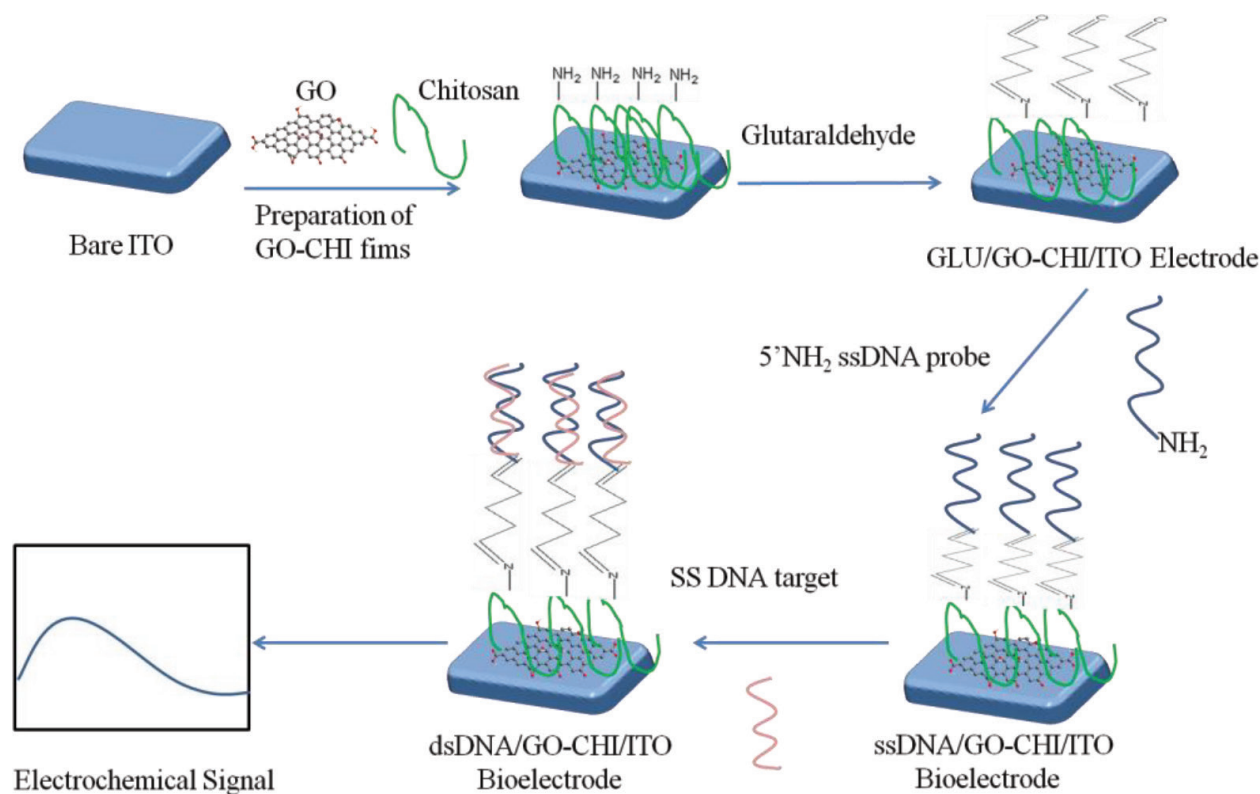 GO
Chitosan
NH2 NH2 NH2 NH2
Glutaraldehyde
O C O
N N N
Bare ITO
Preparation of
GO-CHI fims
GLU/GO-CHI/ITO Electrode
5'NH2 ssDNA probe
NH2
N N N
SS DNA target
dsDNA/GO-CHI/ITO
Bioelectrode
ssDNA/GO-CHI/ITO
Bioelectrode
Electrochemical Signal